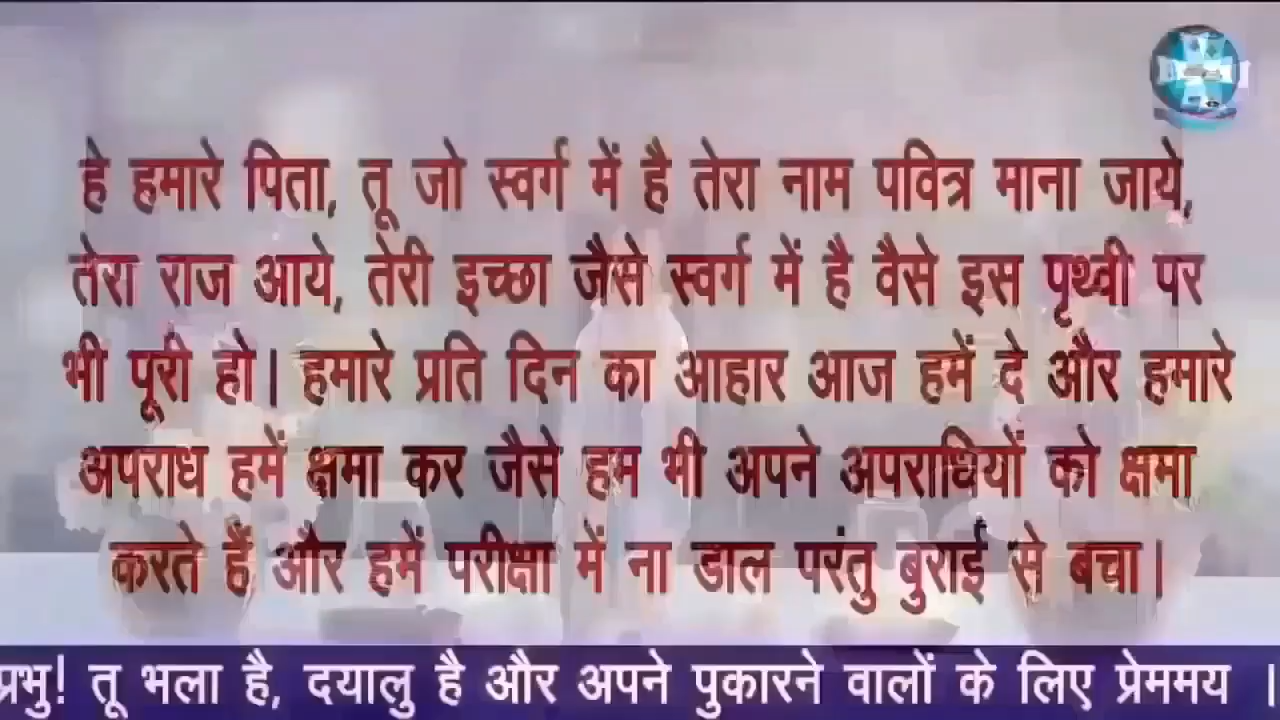 हे हमारे पिता, तू जो स्वर्ग में है तेरा नाम पवित्र माना जाये,
तेरा राज आये, तेरी इच्छा जैसे स्वर्ग में है वैसे इस पृथ्वी पर
भी पूरी हो| हमारे प्रति दिन का आहार आज हमें दे और हमारे
अपराध हमें क्षमा कर जैसे हम भी अपने अपराधियों को क्षमा
करते हैं और हमें परीक्षा में ना डाल परंतु बुराई से बचा|
प्रभु! तू भला है, दयालु है और अपने पुकारने वालों के लिए प्रेममय ।